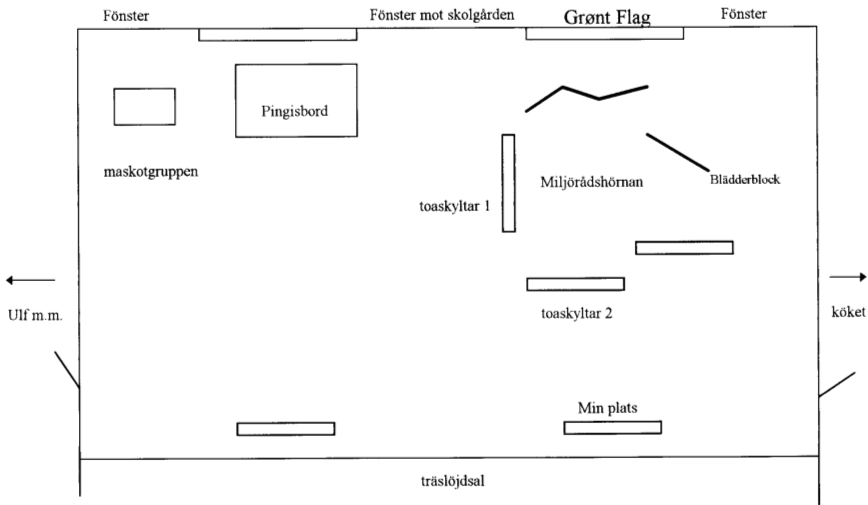 Fönster
Fönster mot skolgården
Grønt Flag
Fönster
Pingisbord
maskotgruppen
Miljörådshörnan
Blädderblock
toaskyltar 1
Ulf m.m.
toaskyltar 2
köket
Min plats
träslöjdsal